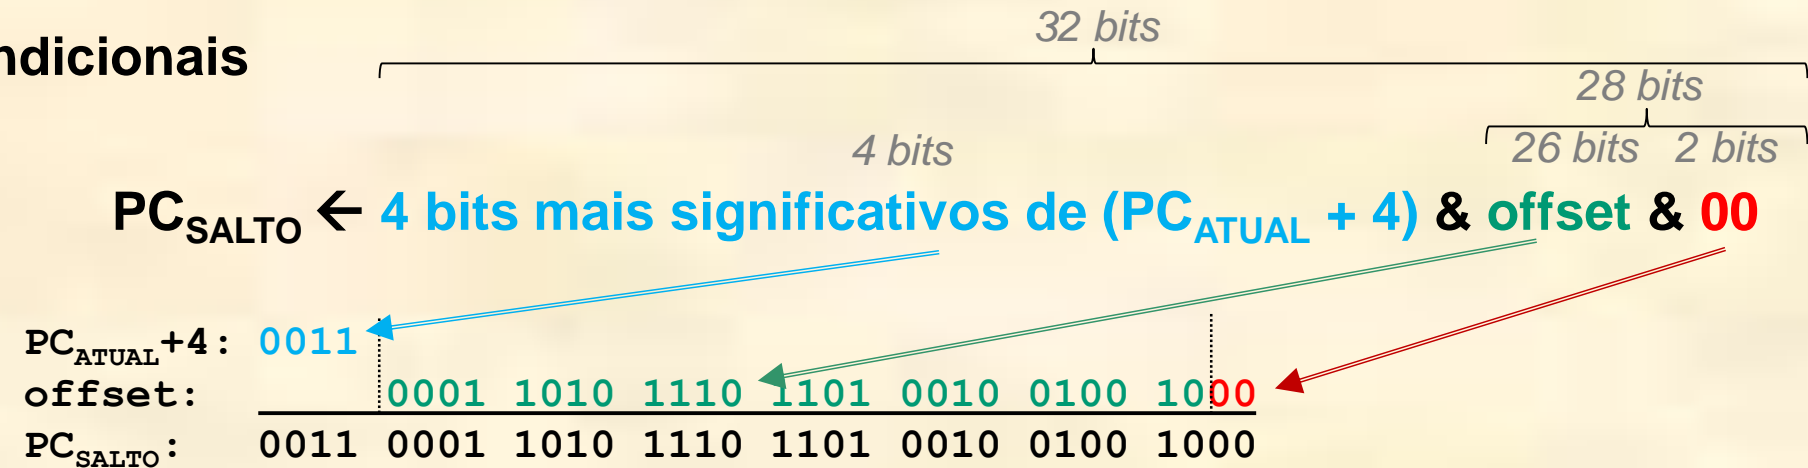 ndicionais
32 bits
28 bits
4 bits
26 bits 2 bits
PCSALTO ← 4 bits mais significativos de (PCATUAL + 4) & offset & 00
PCATUAL+4: 0011
offset: 0001 1010 1110 1101 0010 0100 1000
PCSALTO: 0011 0001 1010 1110 1101 0010 0100 1000